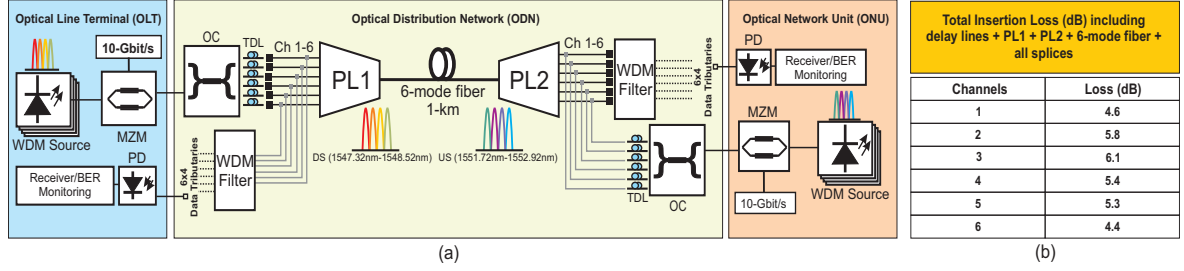 Optical Line Terminal (OLT)
10-Gbit/s
WDM Source
MZM
PD
Receiver/BER
Monitoring
Optical Distribution Network (ODN)
OC
TDL
Ch 1-6
PL1
6-mode fiber
1-km
PL2
Ch 1-6
WDM
Filter
6x4
Data Tributaries
DS (1547.32nm-1548.52nm)
US (1551.72nm-1552.92nm)
6x4
Data Tributaries
WDM
Filter
TDL
OC
Optical Network Unit (ONU)
PD
Receiver/BER
Monitoring
MZM
10-Gbit/s
WDM Source
(a)
Total Insertion Loss (dB) including
delay lines + PL1 + PL2 + 6-mode fiber +
all splices
Channels Loss (dB)
1 4.6
2 5.8
3 6.1
4 5.4
5 5.3
6 4.4
(b)